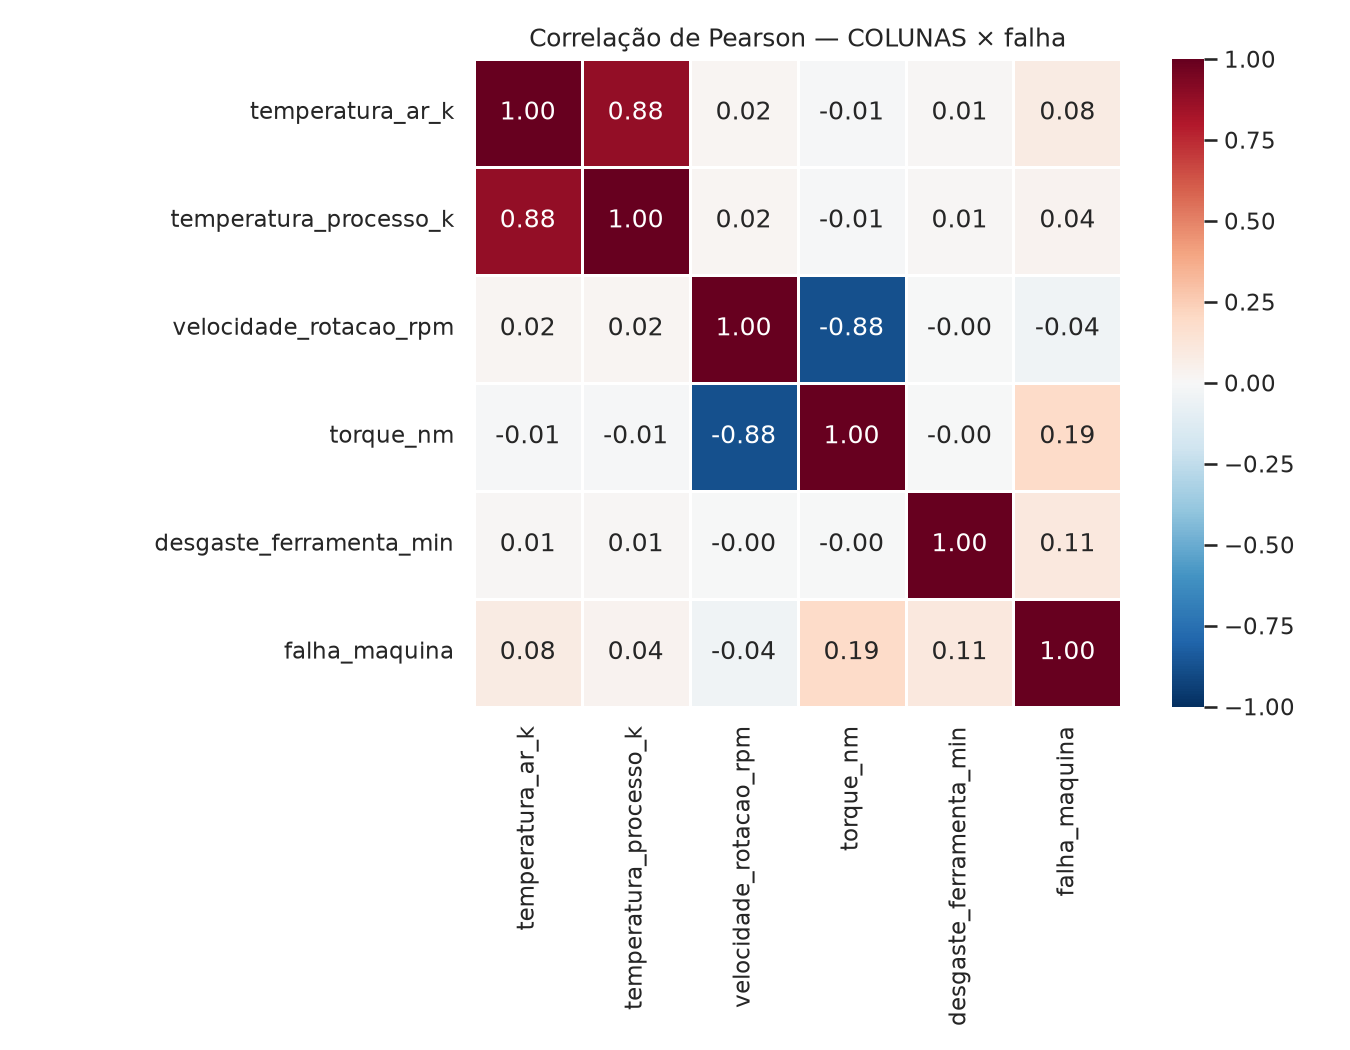 Correlação de Pearson — COLUNAS × falha
temperatura_ar_k 1.00 0.88 0.02 -0.01 0.01 0.08
temperatura_processo_k 0.88 1.00 0.02 -0.01 0.01 0.04
velocidade_rotacao_rpm 0.02 0.02 1.00 -0.88 -0.00 -0.04
torque_nm -0.01 -0.01 -0.88 1.00 -0.00 0.19
desgaste_ferramenta_min 0.01 0.01 -0.00 -0.00 1.00 0.11
falha_maquina 0.08 0.04 -0.04 0.19 0.11 1.00
temperatura_ar_k
temperatura_processo_k
velocidade_rotacao_rpm
torque_nm
desgaste_ferramenta_min
falha_maquina
1.00
0.75
0.50
0.25
0.00
−0.25
−0.50
−0.75
−1.00